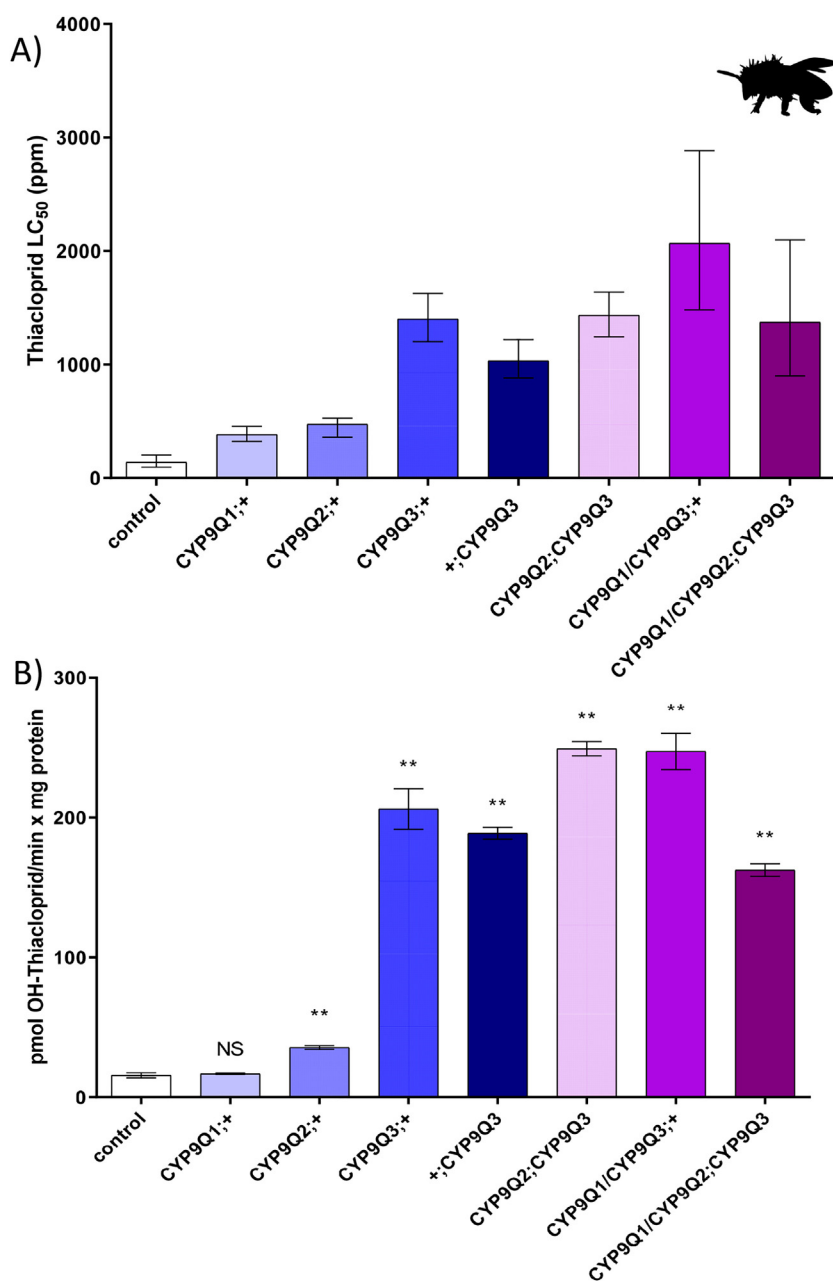 A)
Thiacloprid LC50 (ppm)
4000
3000
2000
1000
0
control
CYP9Q1;+
CYP9Q2;+
CYP9Q3;+
+;CYP9Q3
CYP9Q2;CYP9Q3
CYP9Q1/CYP9Q3;+
CYP9Q1/CYP9Q2;CYP9Q3
B)
pmol OH-Thiacloprid/min x mg protein
300
200
100
0
NS
**
**
**
**
**
**
control
CYP9Q1;+
CYP9Q2;+
CYP9Q3;+
+;CYP9Q3
CYP9Q2;CYP9Q3
CYP9Q1/CYP9Q3;+
CYP9Q1/CYP9Q2;CYP9Q3